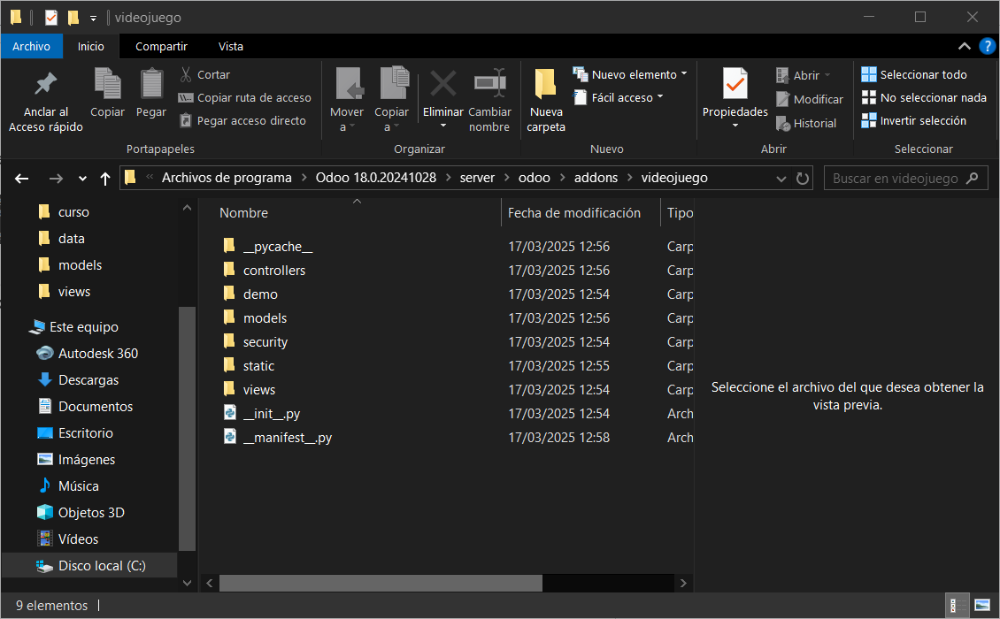 videojuego
Archivo Inicio Compartir Vista
Anclar al
Acceso rápido
Copiar
Pegar
Cortar
Copiar ruta de acceso
Pegar acceso directo
Portapapeles
Mover
a
Copiar
a
Eliminar
Cambiar
nombre
Organizar
Nueva
carpeta
Nuevo elemento
Fácil acceso
Nuevo
Propiedades
Abrir
Modificar
Historial
Abrir
Seleccionar todo
No seleccionar nada
Invertir selección
Seleccionar
« Archivos de programa > Odoo 18.0.20241028 > server > odoo > addons > videojuego
Buscar en videojuego
curso
data
models
views
Este equipo
Autodesk 360
Descargas
Documentos
Escritorio
Imágenes
Música
Objetos 3D
Vídeos
Disco local (C:)
Nombre Fecha de modificación Tipo
__pycache__ 17/03/2025 12:56 Carp
controllers 17/03/2025 12:56 Carp
demo 17/03/2025 12:54 Carp
models 17/03/2025 12:56 Carp
security 17/03/2025 12:54 Carp
static 17/03/2025 12:55 Carp
views 17/03/2025 12:54 Carp
__init__.py 17/03/2025 12:54 Arch
__manifest__.py 17/03/2025 12:58 Arch
Seleccione el archivo del que desea obtener la
vista previa.
9 elementos